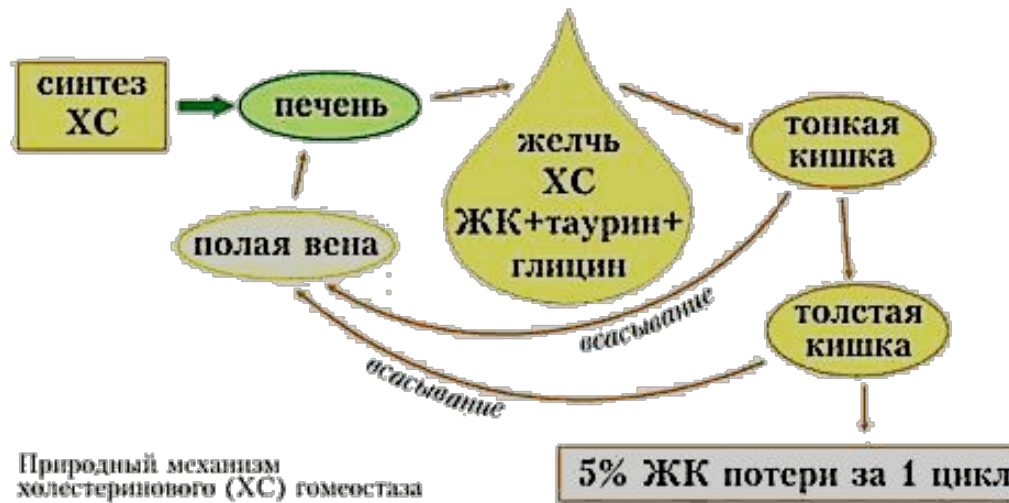 синтез
ХС
печень
желчь
ХС
ЖК+таурин+
глицин
тонкая
кишка
полая вена
всасывание
толстая
кишка
всасывание
5% ЖК потери за 1 цикл
Природный механизм
холестеринового (ХС) гомеостаза